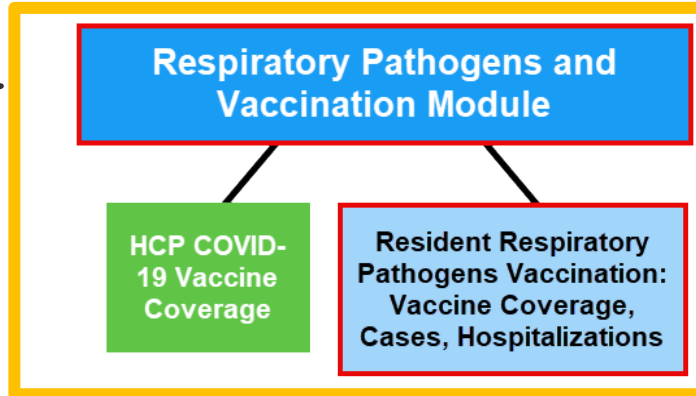 Respiratory Pathogens and
Vaccination Module
HCP COVID-
19 Vaccine
Coverage
Resident Respiratory
Pathogens Vaccination:
Vaccine Coverage,
Cases, Hospitalizations